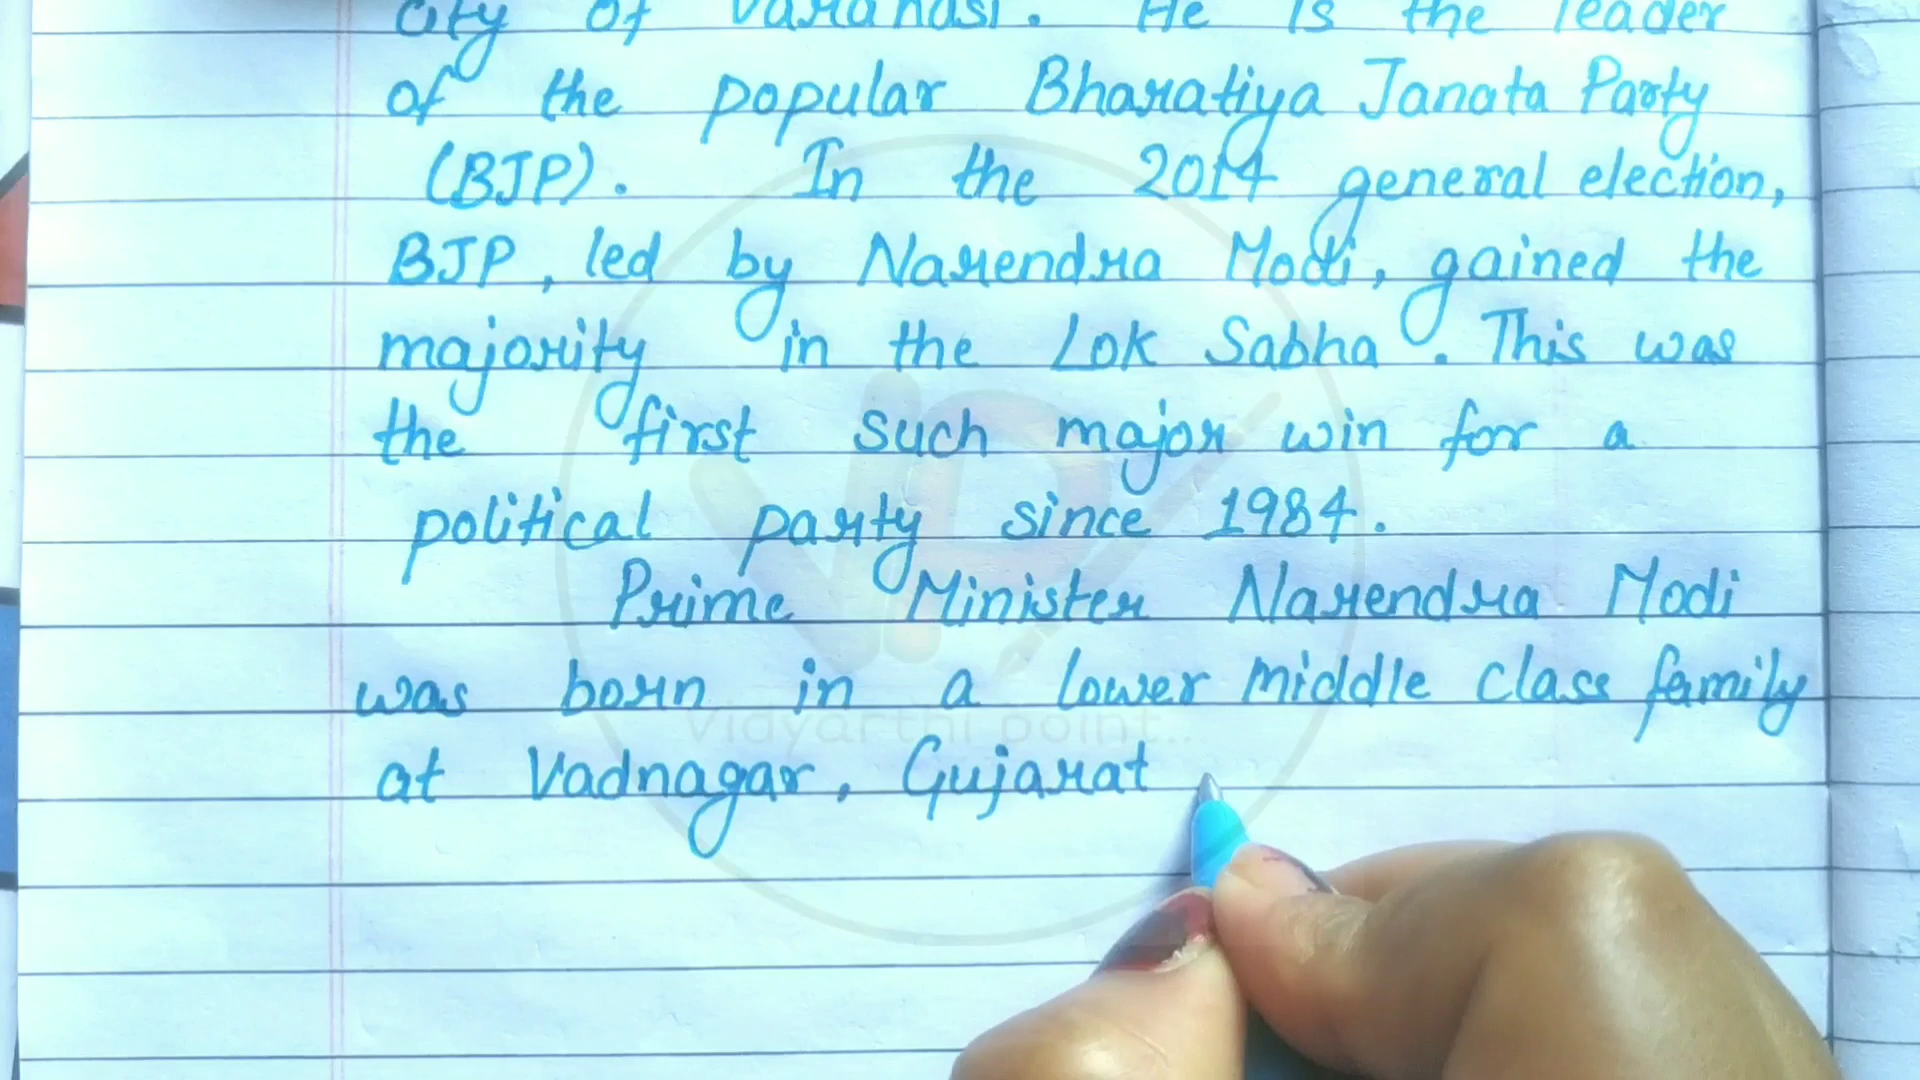 City of Varanasi. He is the leader
of the popular Bharatiya Janata Party
(BJP). In the 2014 general election,
BJP, led by Narendra Modi, gained the
majority in the Lok Sabha. This was
the first such major win for a
political party since 1984.
Prime Minister Narendra Modi
was born in a lower middle class family
at Vadnagar, Gujarat
VP
Vidyarthi point...